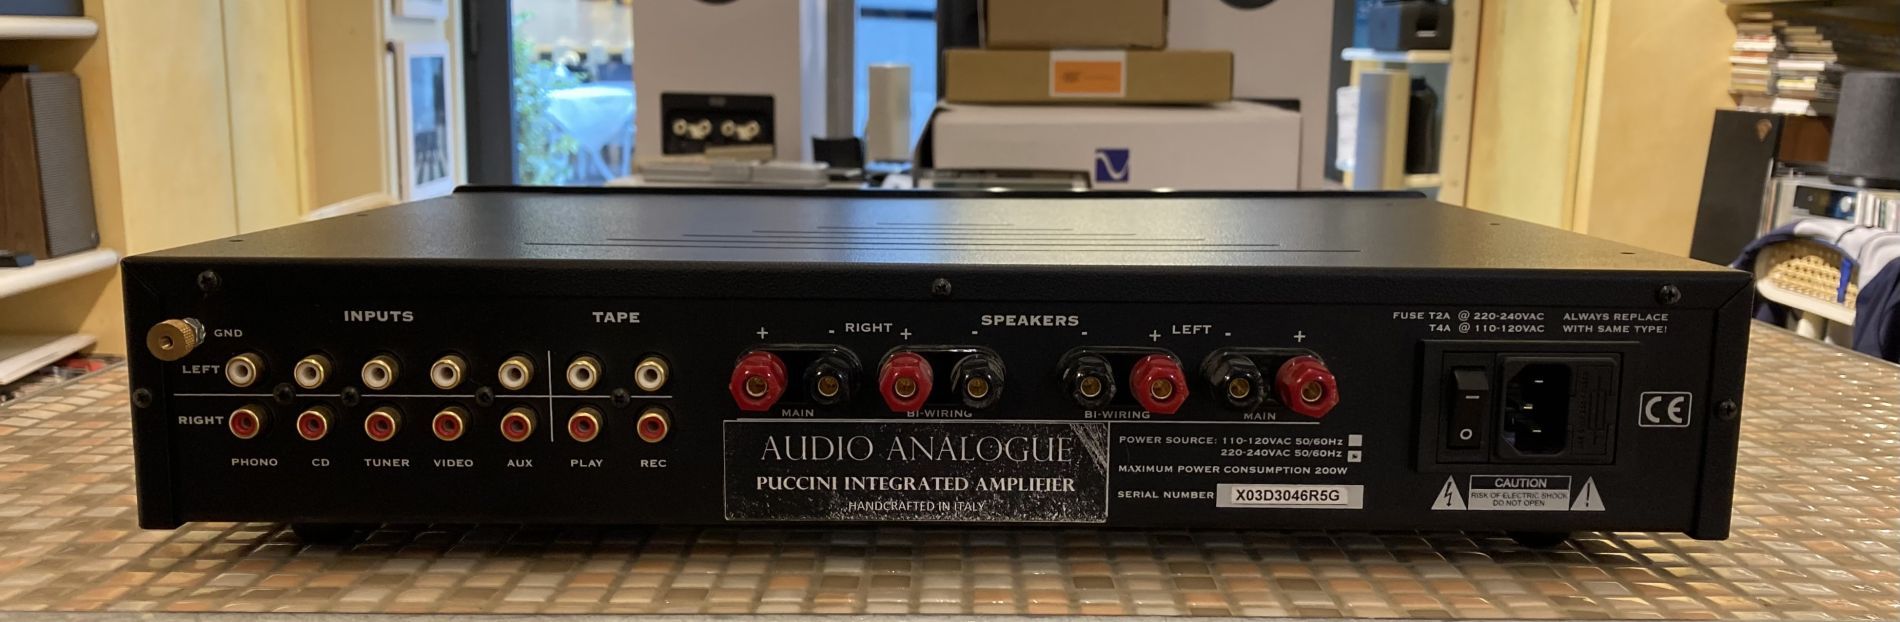 INPUTS
TAPE
GND
LEFT
RIGHT
PHONO
CD
TUNER
VIDEO
AUX
PLAY
REC
+ - RIGHT + - SPEAKERS - + LEFT - +
MAIN
BI-WIRING
BI-WIRING
MAIN
AUDIO ANALOGUE
PUCCINI INTEGRATED AMPLIFIER
HANDCRAFTED IN ITALY
POWER SOURCE: 110-120VAC 50/60Hz
220-240VAC 50/60Hz
MAXIMUM POWER CONSUMPTION 200W
SERIAL NUMBER X03D3046R5G
FUSE T2A @ 220-240VAC
T4A @ 110-120VAC
ALWAYS REPLACE
WITH SAME TYPE!
CE
CAUTION
RISK OF ELECTRIC SHOCK
DO NOT OPEN